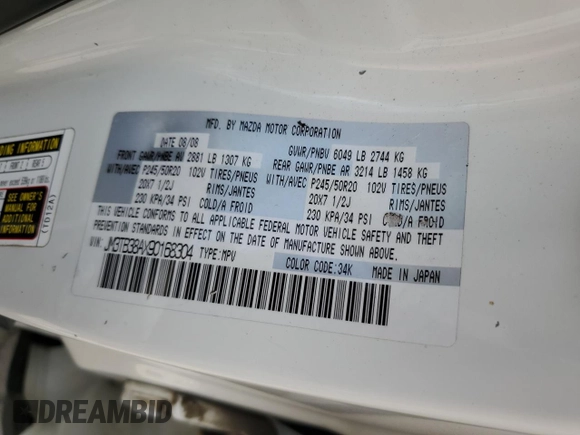 MFD. BY MAZDA MOTOR CORPORATION
DATE 08/08
GVWR/PNBV 6049 LB 2744 KG
FRONT GAWR/PNBE AV 2881 LB 1307 KG
REAR GAWR/PNBE AR 3214 LB 1458 KG
WITH/AVEC P245/50R20 102V TIRES/PNEUS
WITH/AVEC P245/50R20 102V TIRES/PNEUS
20X7 1/2J RIMS/JANTES
20X7 1/2J RIMS/JANTES
230 KPA/34 PSI COLD/A FROID
230 KPA/34 PSI COLD/A FROID
THIS VEHICLE CONFORMS TO ALL APPLICABLE FEDERAL MOTOR VEHICLE SAFETY AND THEFT
PREVENTION STANDARDS IN EFFECT ON THE DATE OF MANUFACTURE SHOWN ABOVE.
VIN: JM3TB38AX90168304 TYPE:MPV
COLOR CODE:34K MADE IN JAPAN
SEE OWNER'S
MANUAL FOR
ADDITIONAL
INFORMATION
(TD12A)
DREAMBID